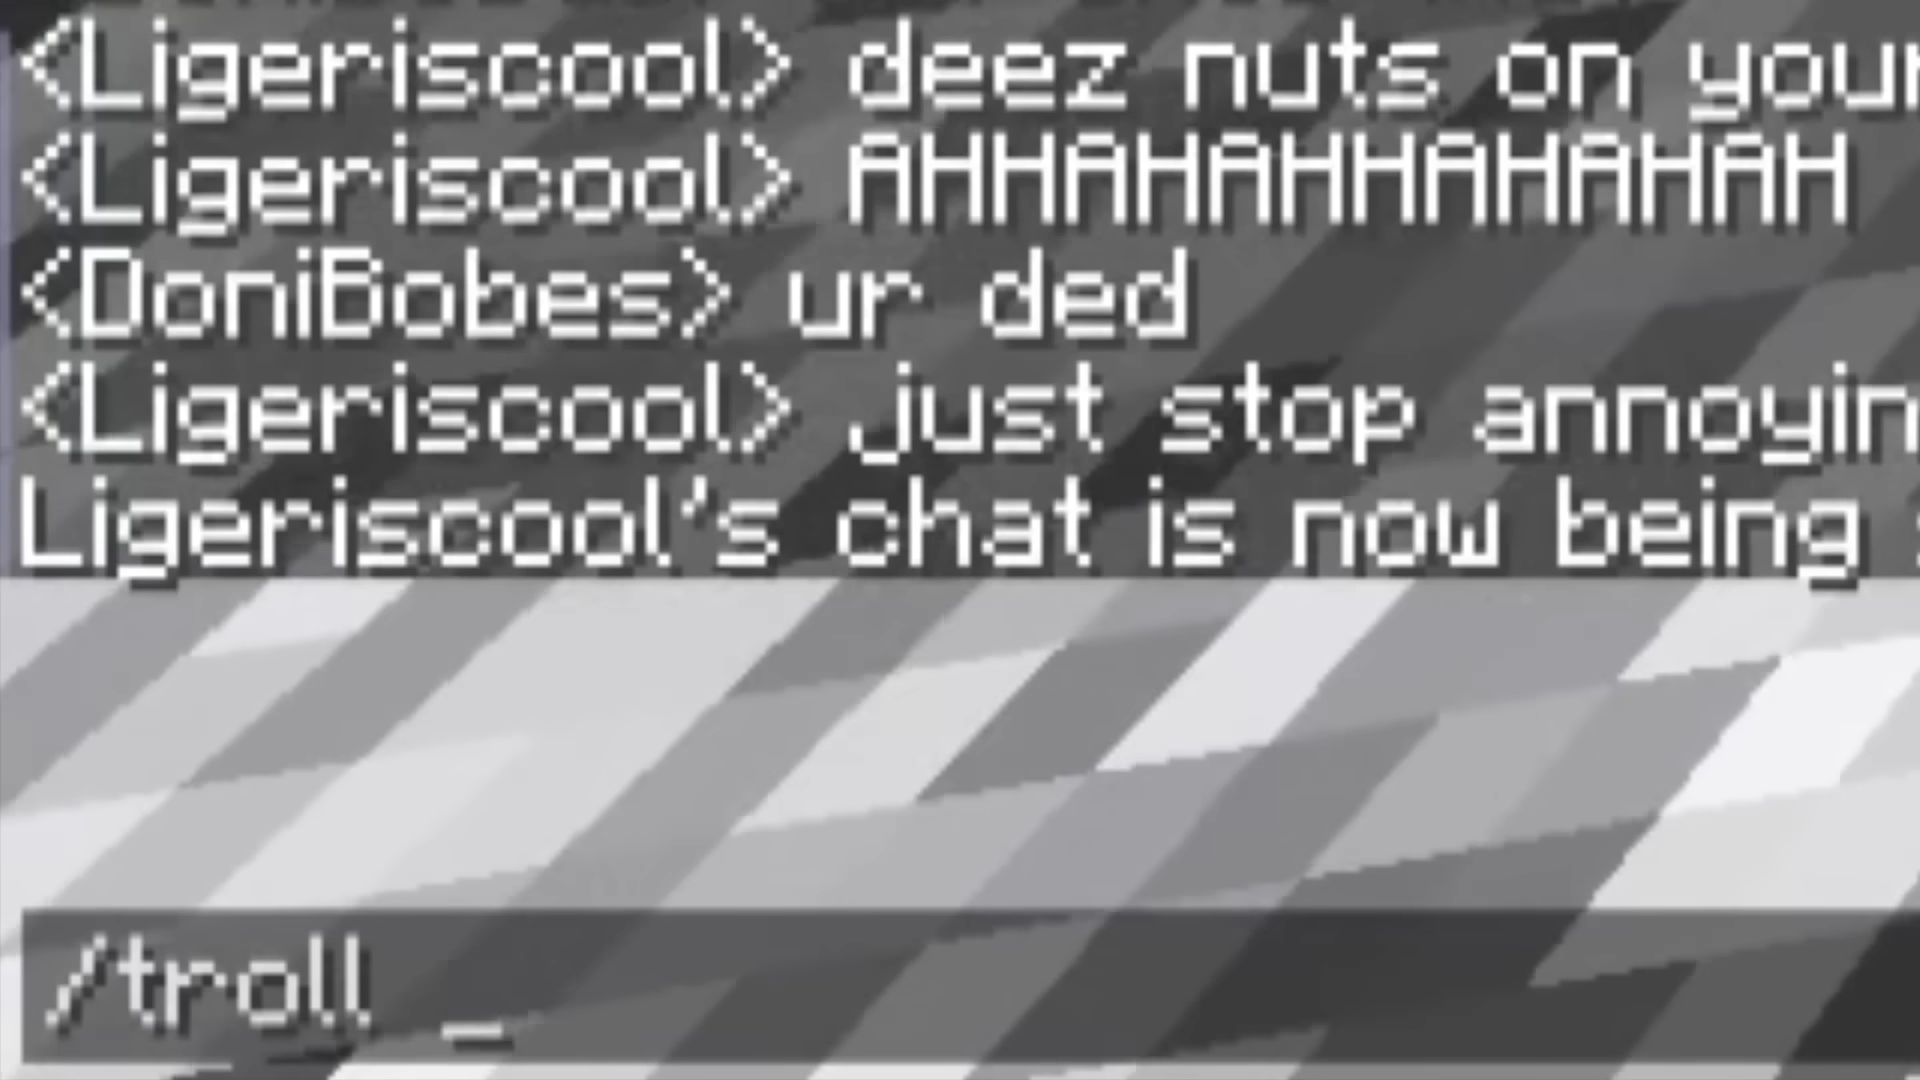 <Ligeriscool> deez nuts on your
<Ligeriscool> AHHAHAHHAHAHAH
<DoniBobes> ur ded
<Ligeriscool> just stop annoyin
Ligeriscool's chat is now being
/troll _